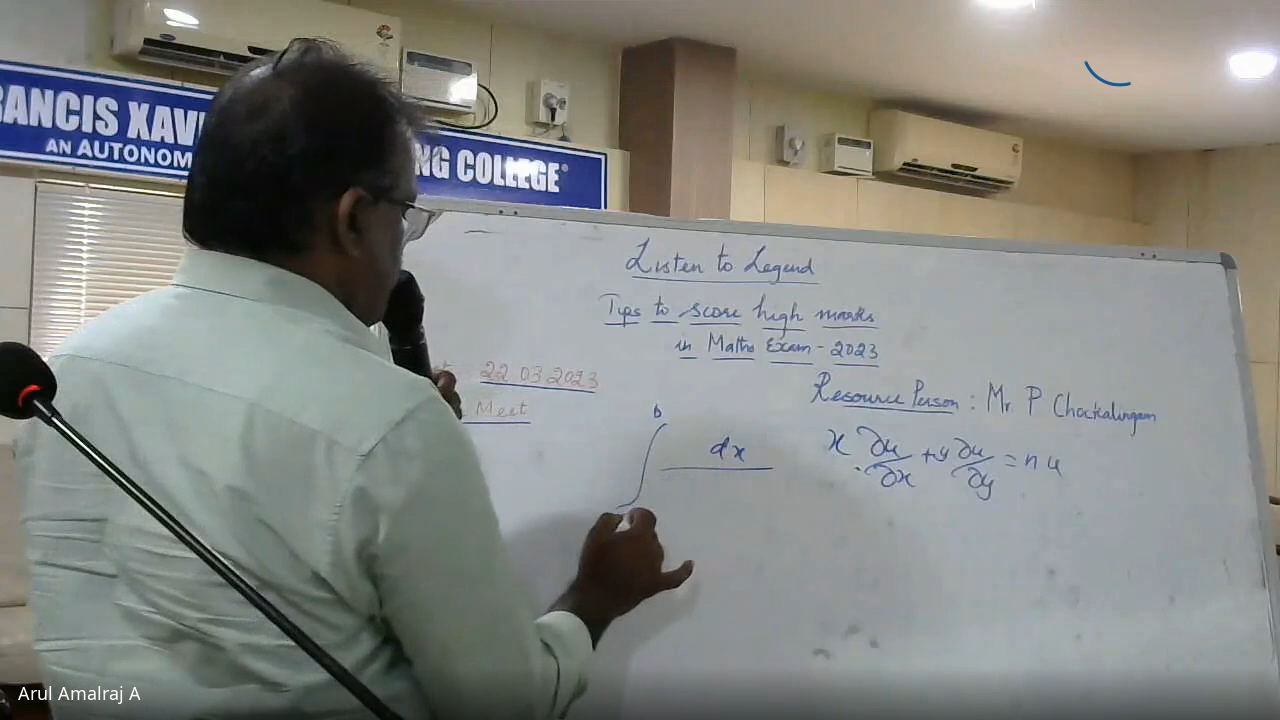 RANCIS XAVI NG COLLEGE®
AN AUTONOM
Listen to Legend
Tips to score high marks
in Maths Exam - 2023
22.03.2023
Meet
Resource Person : Mr. P Chockalingam
b
∫ dx
x ∂u/∂x + y ∂u/∂y = n u
Arul Amalraj A